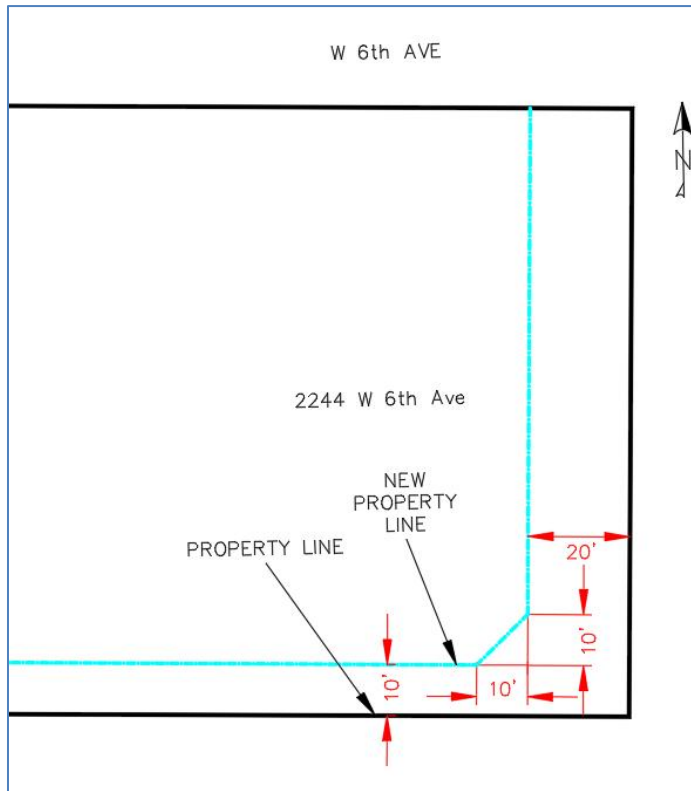 W 6th AVE
N
2244 W 6th Ave
NEW
PROPERTY
LINE
PROPERTY LINE
20'
10'
10'
10'